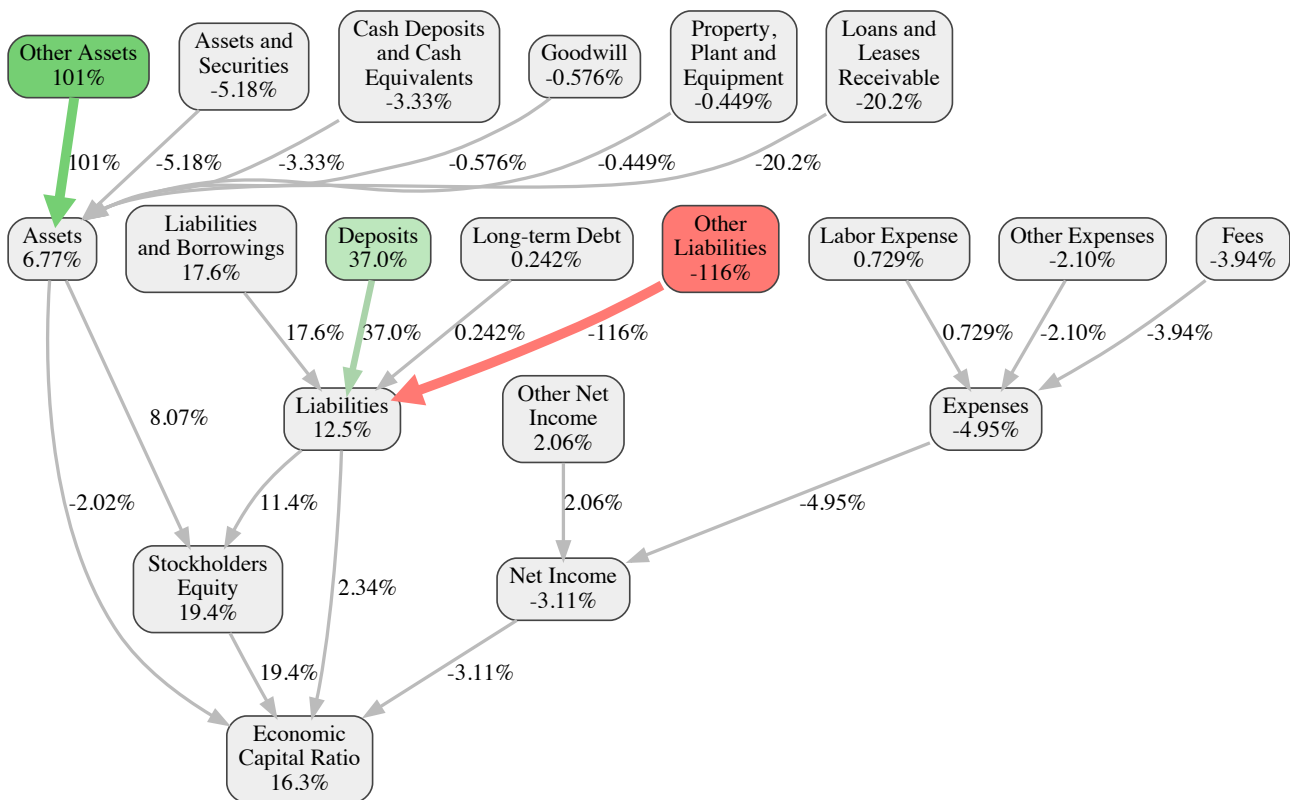 Other Assets
101%
Assets and
Securities
-5.18%
Cash Deposits
and Cash
Equivalents
-3.33%
Goodwill
-0.576%
Property,
Plant and
Equipment
-0.449%
Loans and
Leases
Receivable
-20.2%
101%
-5.18%
-3.33%
-0.576%
-0.449%
-20.2%
Assets
6.77%
Liabilities
and Borrowings
17.6%
Deposits
37.0%
Long-term Debt
0.242%
Other
Liabilities
-116%
Labor Expense
0.729%
Other Expenses
-2.10%
Fees
-3.94%
17.6%
37.0%
0.242%
-116%
0.729%
-2.10%
-3.94%
8.07%
Liabilities
12.5%
Other Net
Income
2.06%
Expenses
-4.95%
-2.02%
11.4%
2.06%
-4.95%
Stockholders
Equity
19.4%
2.34%
Net Income
-3.11%
19.4%
-3.11%
Economic
Capital Ratio
16.3%